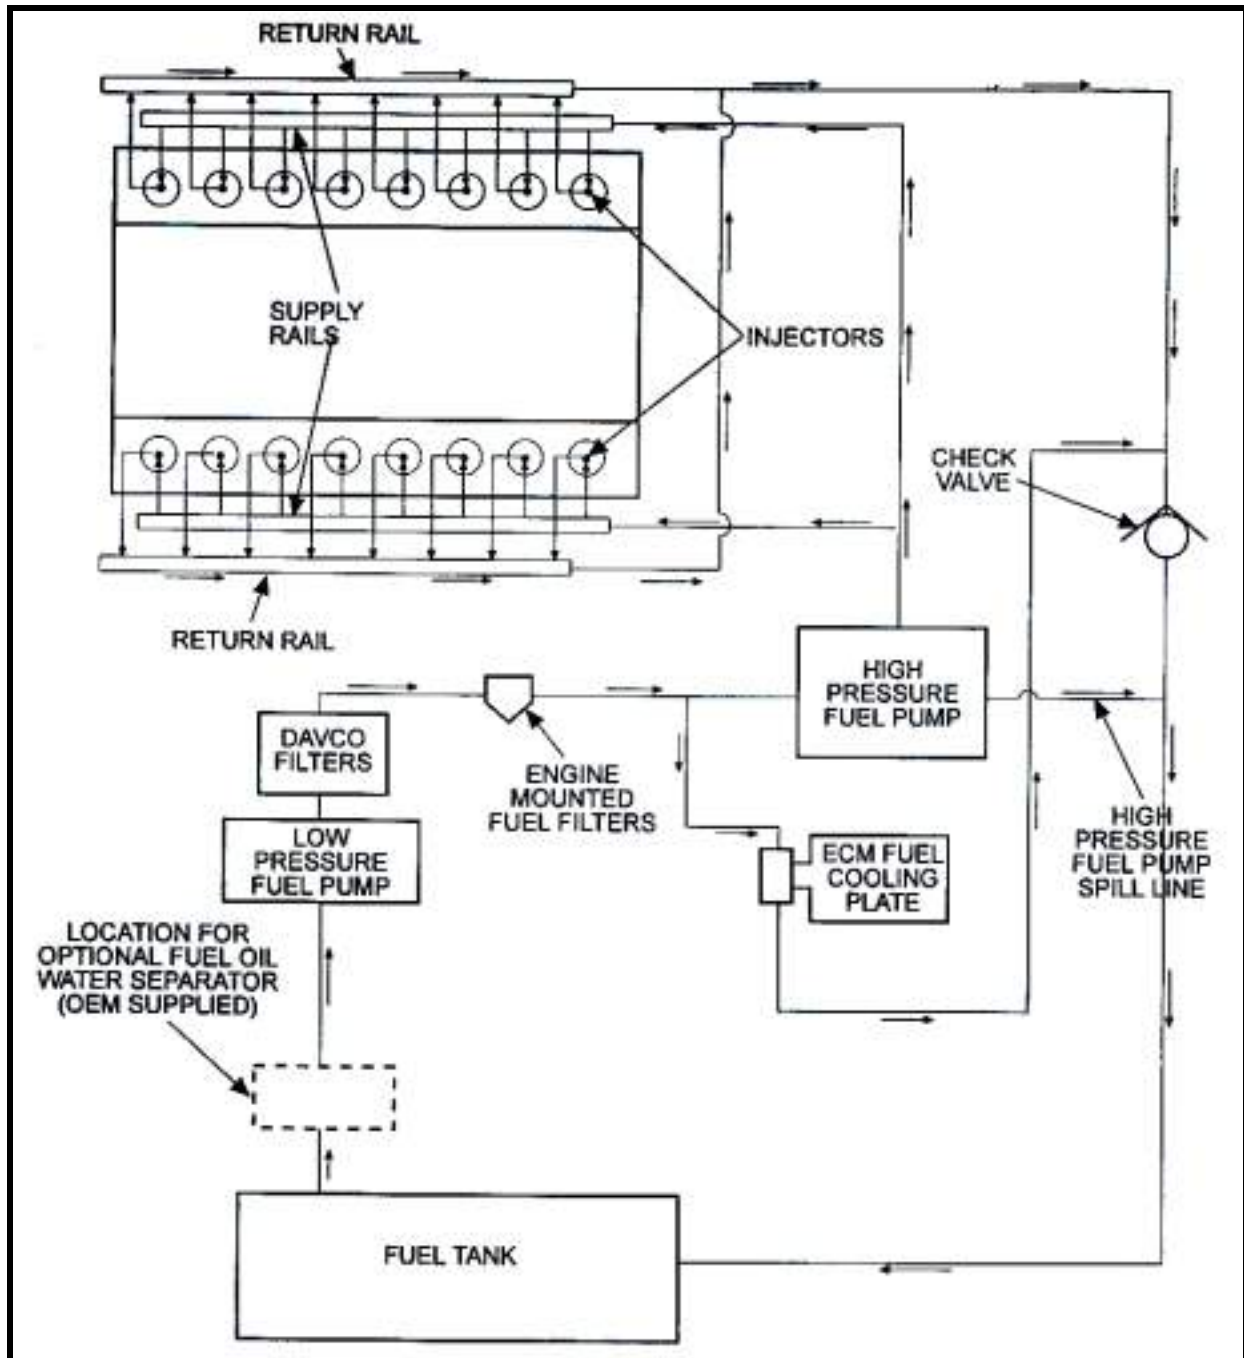 RETURN RAIL
SUPPLY
RAILS
INJECTORS
CHECK
VALVE
RETURN RAIL
HIGH
PRESSURE
FUEL PUMP
DAVCO
FILTERS
ENGINE
MOUNTED
FUEL FILTERS
HIGH
PRESSURE
FUEL PUMP
SPILL LINE
LOW
PRESSURE
FUEL PUMP
ECM FUEL
COOLING
PLATE
LOCATION FOR
OPTIONAL FUEL OIL
WATER SEPARATOR
(OEM SUPPLIED)
FUEL TANK